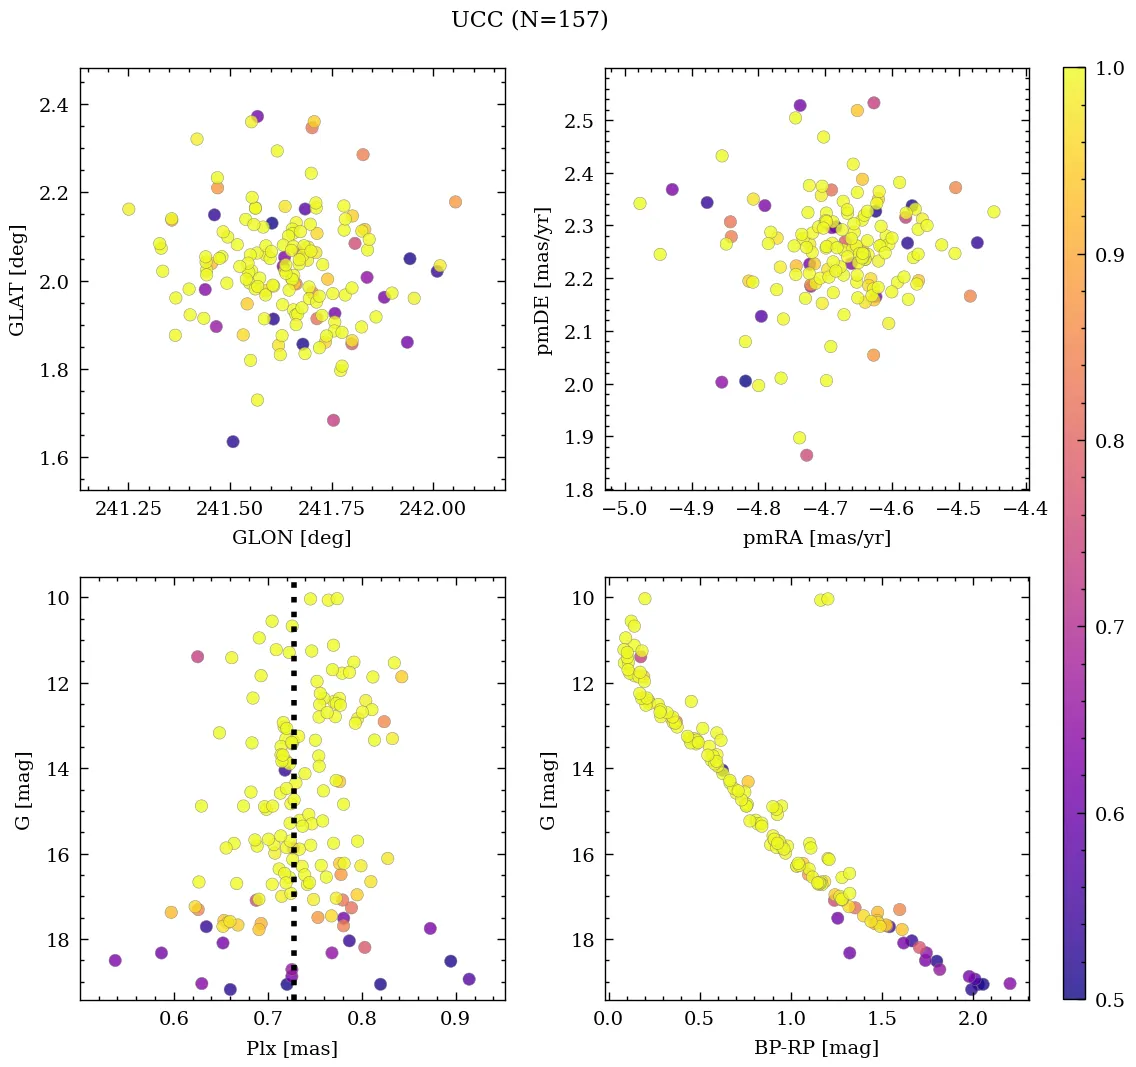 UCC (N=157)
2.4
2.2
2.0
1.8
1.6
GLAT [deg]
241.25 241.50 241.75 242.00
GLON [deg]
2.5
2.4
2.3
2.2
2.1
2.0
1.9
1.8
pmDE [mas/yr]
−5.0 −4.9 −4.8 −4.7 −4.6 −4.5 −4.4
pmRA [mas/yr]
10
12
14
16
18
G [mag]
0.6 0.7 0.8 0.9
Plx [mas]
10
12
14
16
18
G [mag]
0.0 0.5 1.0 1.5 2.0
BP-RP [mag]
1.0
0.9
0.8
0.7
0.6
0.5